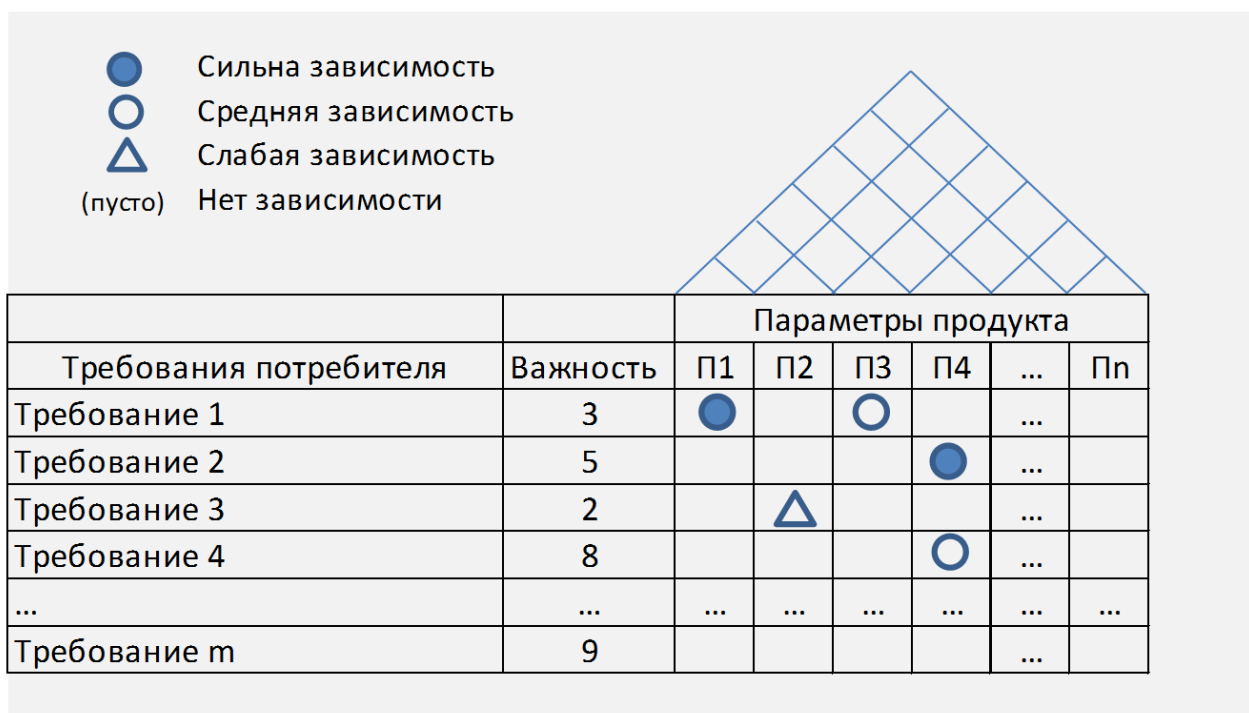 Сильна зависимость
Средняя зависимость
Слабая зависимость
(пусто) Нет зависимости
Параметры продукта
Требования потребителя Важность П1 П2 П3 П4 ... Пn
Требование 1 3 ...
Требование 2 5 ...
Требование 3 2 ...
Требование 4 8 ...
... ... ... ... ... ... ... ...
Требование m 9 ...